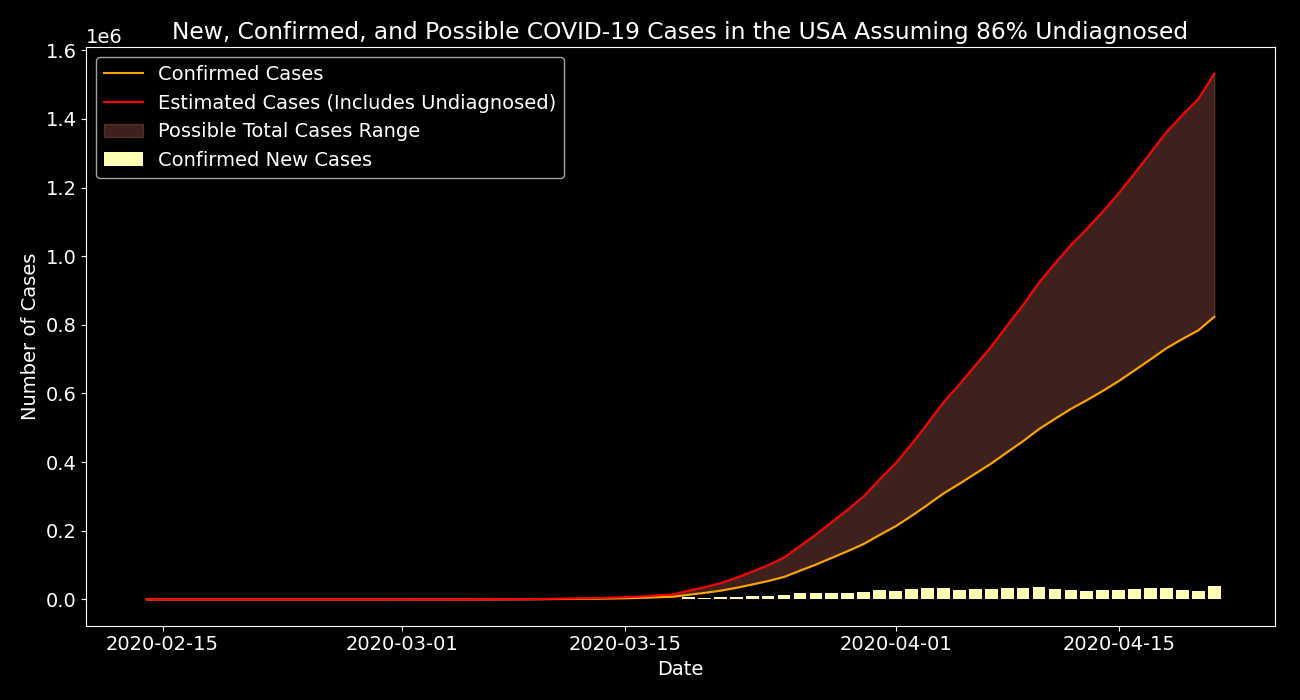 New, Confirmed, and Possible COVID-19 Cases in the USA Assuming 86% Undiagnosed
1e6
1.6
1.4
1.2
1.0
0.8
0.6
0.4
0.2
0.0
Number of Cases
Confirmed Cases
Estimated Cases (Includes Undiagnosed)
Possible Total Cases Range
Confirmed New Cases
2020-02-15 2020-03-01 2020-03-15 2020-04-01 2020-04-15
Date